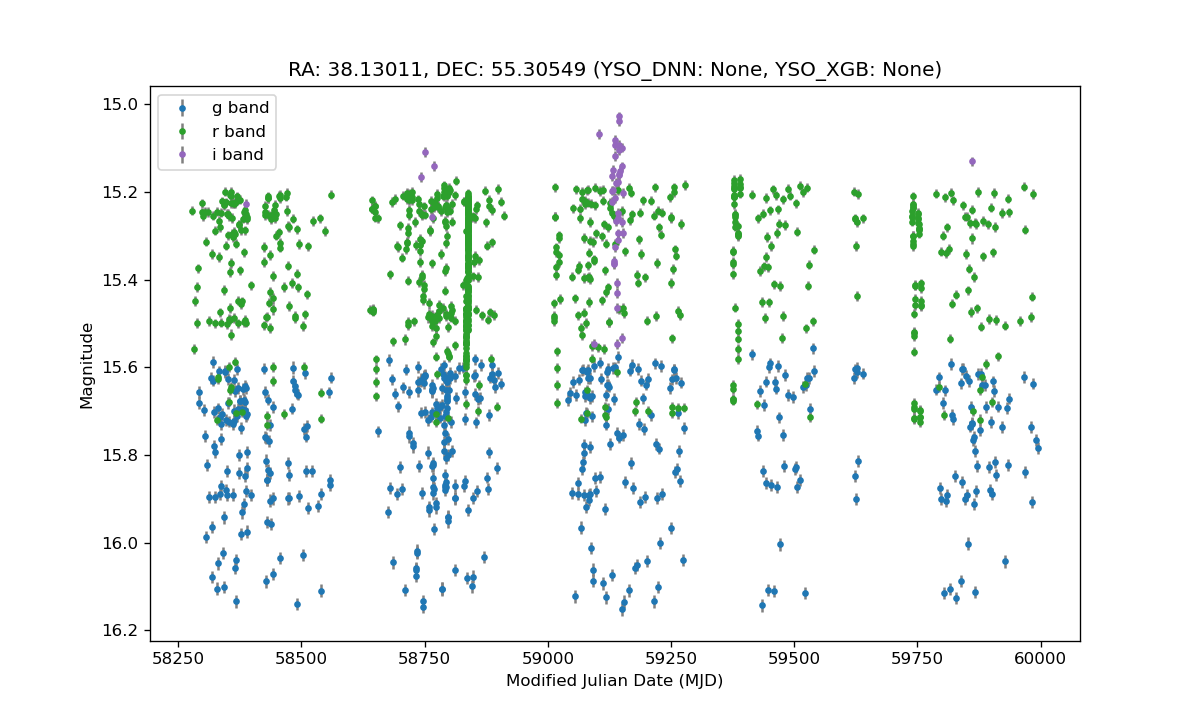 RA: 38.13011, DEC: 55.30549 (YSO_DNN: None, YSO_XGB: None)
g band
r band
i band
15.0
15.2
15.4
15.6
15.8
16.0
16.2
Magnitude
58250
58500
58750
59000
59250
59500
59750
60000
Modified Julian Date (MJD)